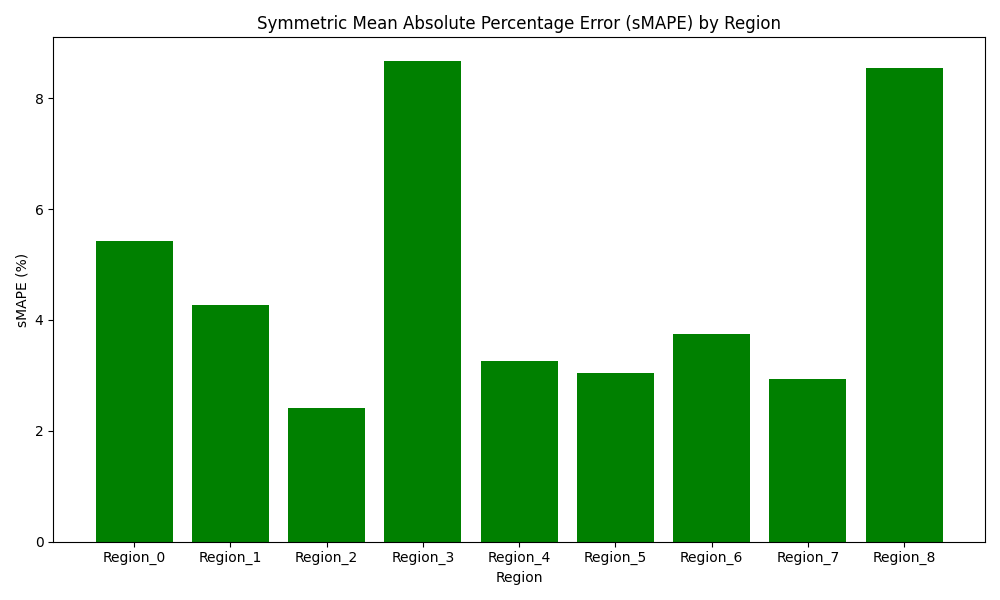 Symmetric Mean Absolute Percentage Error (sMAPE) by Region
sMAPE (%)
8
6
4
2
0
Region_0 Region_1 Region_2 Region_3 Region_4 Region_5 Region_6 Region_7 Region_8
Region